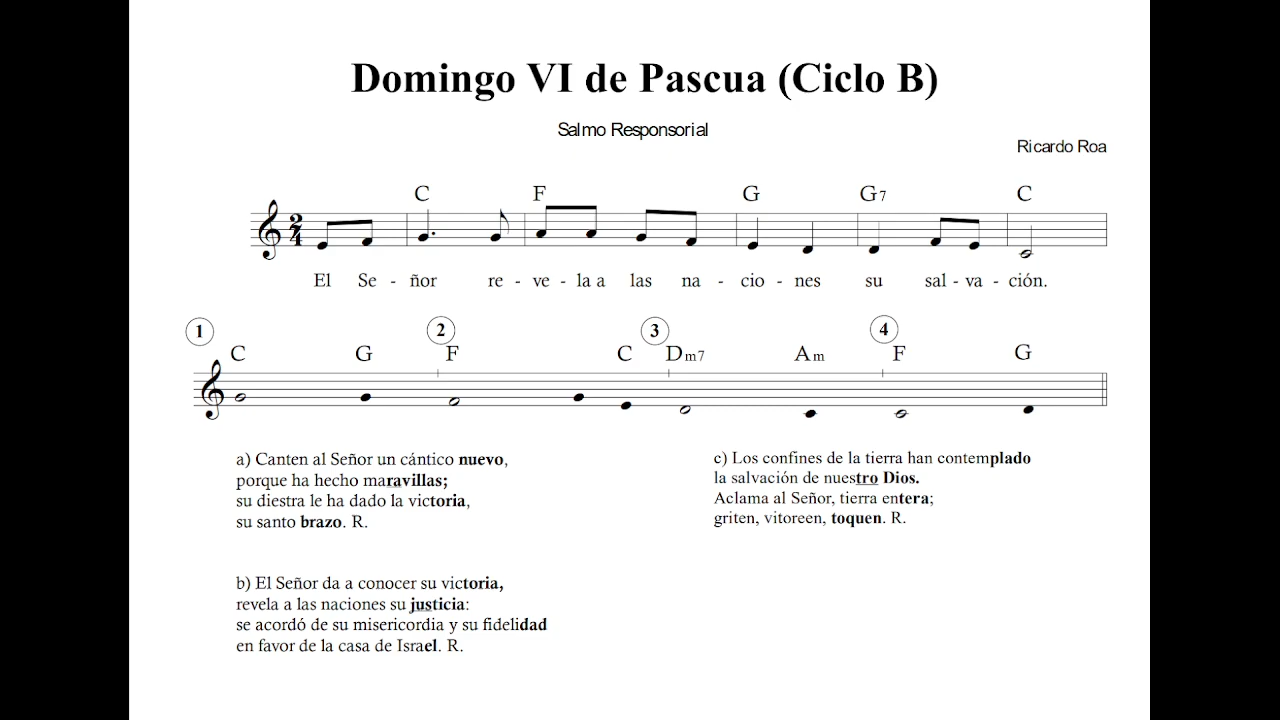 Domingo VI de Pascua (Ciclo B)
Salmo Responsorial
Ricardo Roa
C F G G7 C
2
4
El Se - ñor re - ve - la a las na - cio - nes su sal - va - ción.
1 2 3 4
C G F C Dm7 Am F G
a) Canten al Señor un cántico nuevo,
porque ha hecho maravillas;
su diestra le ha dado la victoria,
su santo brazo. R.
b) El Señor da a conocer su victoria,
revela a las naciones su justicia:
se acordó de su misericordia y su fidelidad
en favor de la casa de Israel. R.
c) Los confines de la tierra han contemplado
la salvación de nuestro Dios.
Aclama al Señor, tierra entera;
griten, vitoreen, toquen. R.